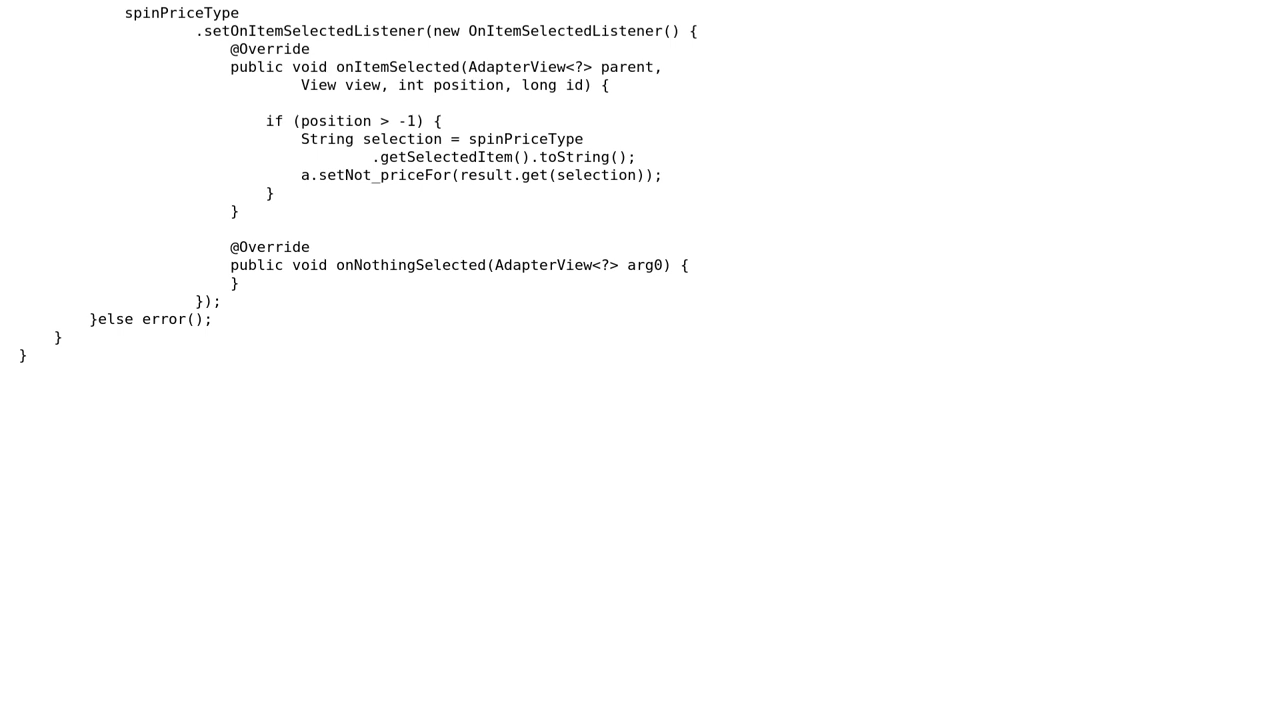 spinPriceType
                    .setOnItemSelectedListener(new OnItemSelectedListener() {
                        @Override
                        public void onItemSelected(AdapterView<?> parent,
                                View view, int position, long id) {

                            if (position > -1) {
                                String selection = spinPriceType
                                        .getSelectedItem().toString();
                                a.setNot_priceFor(result.get(selection));
                            }
                        }

                        @Override
                        public void onNothingSelected(AdapterView<?> arg0) {
                        }
                    });
        }else error();
    }
}